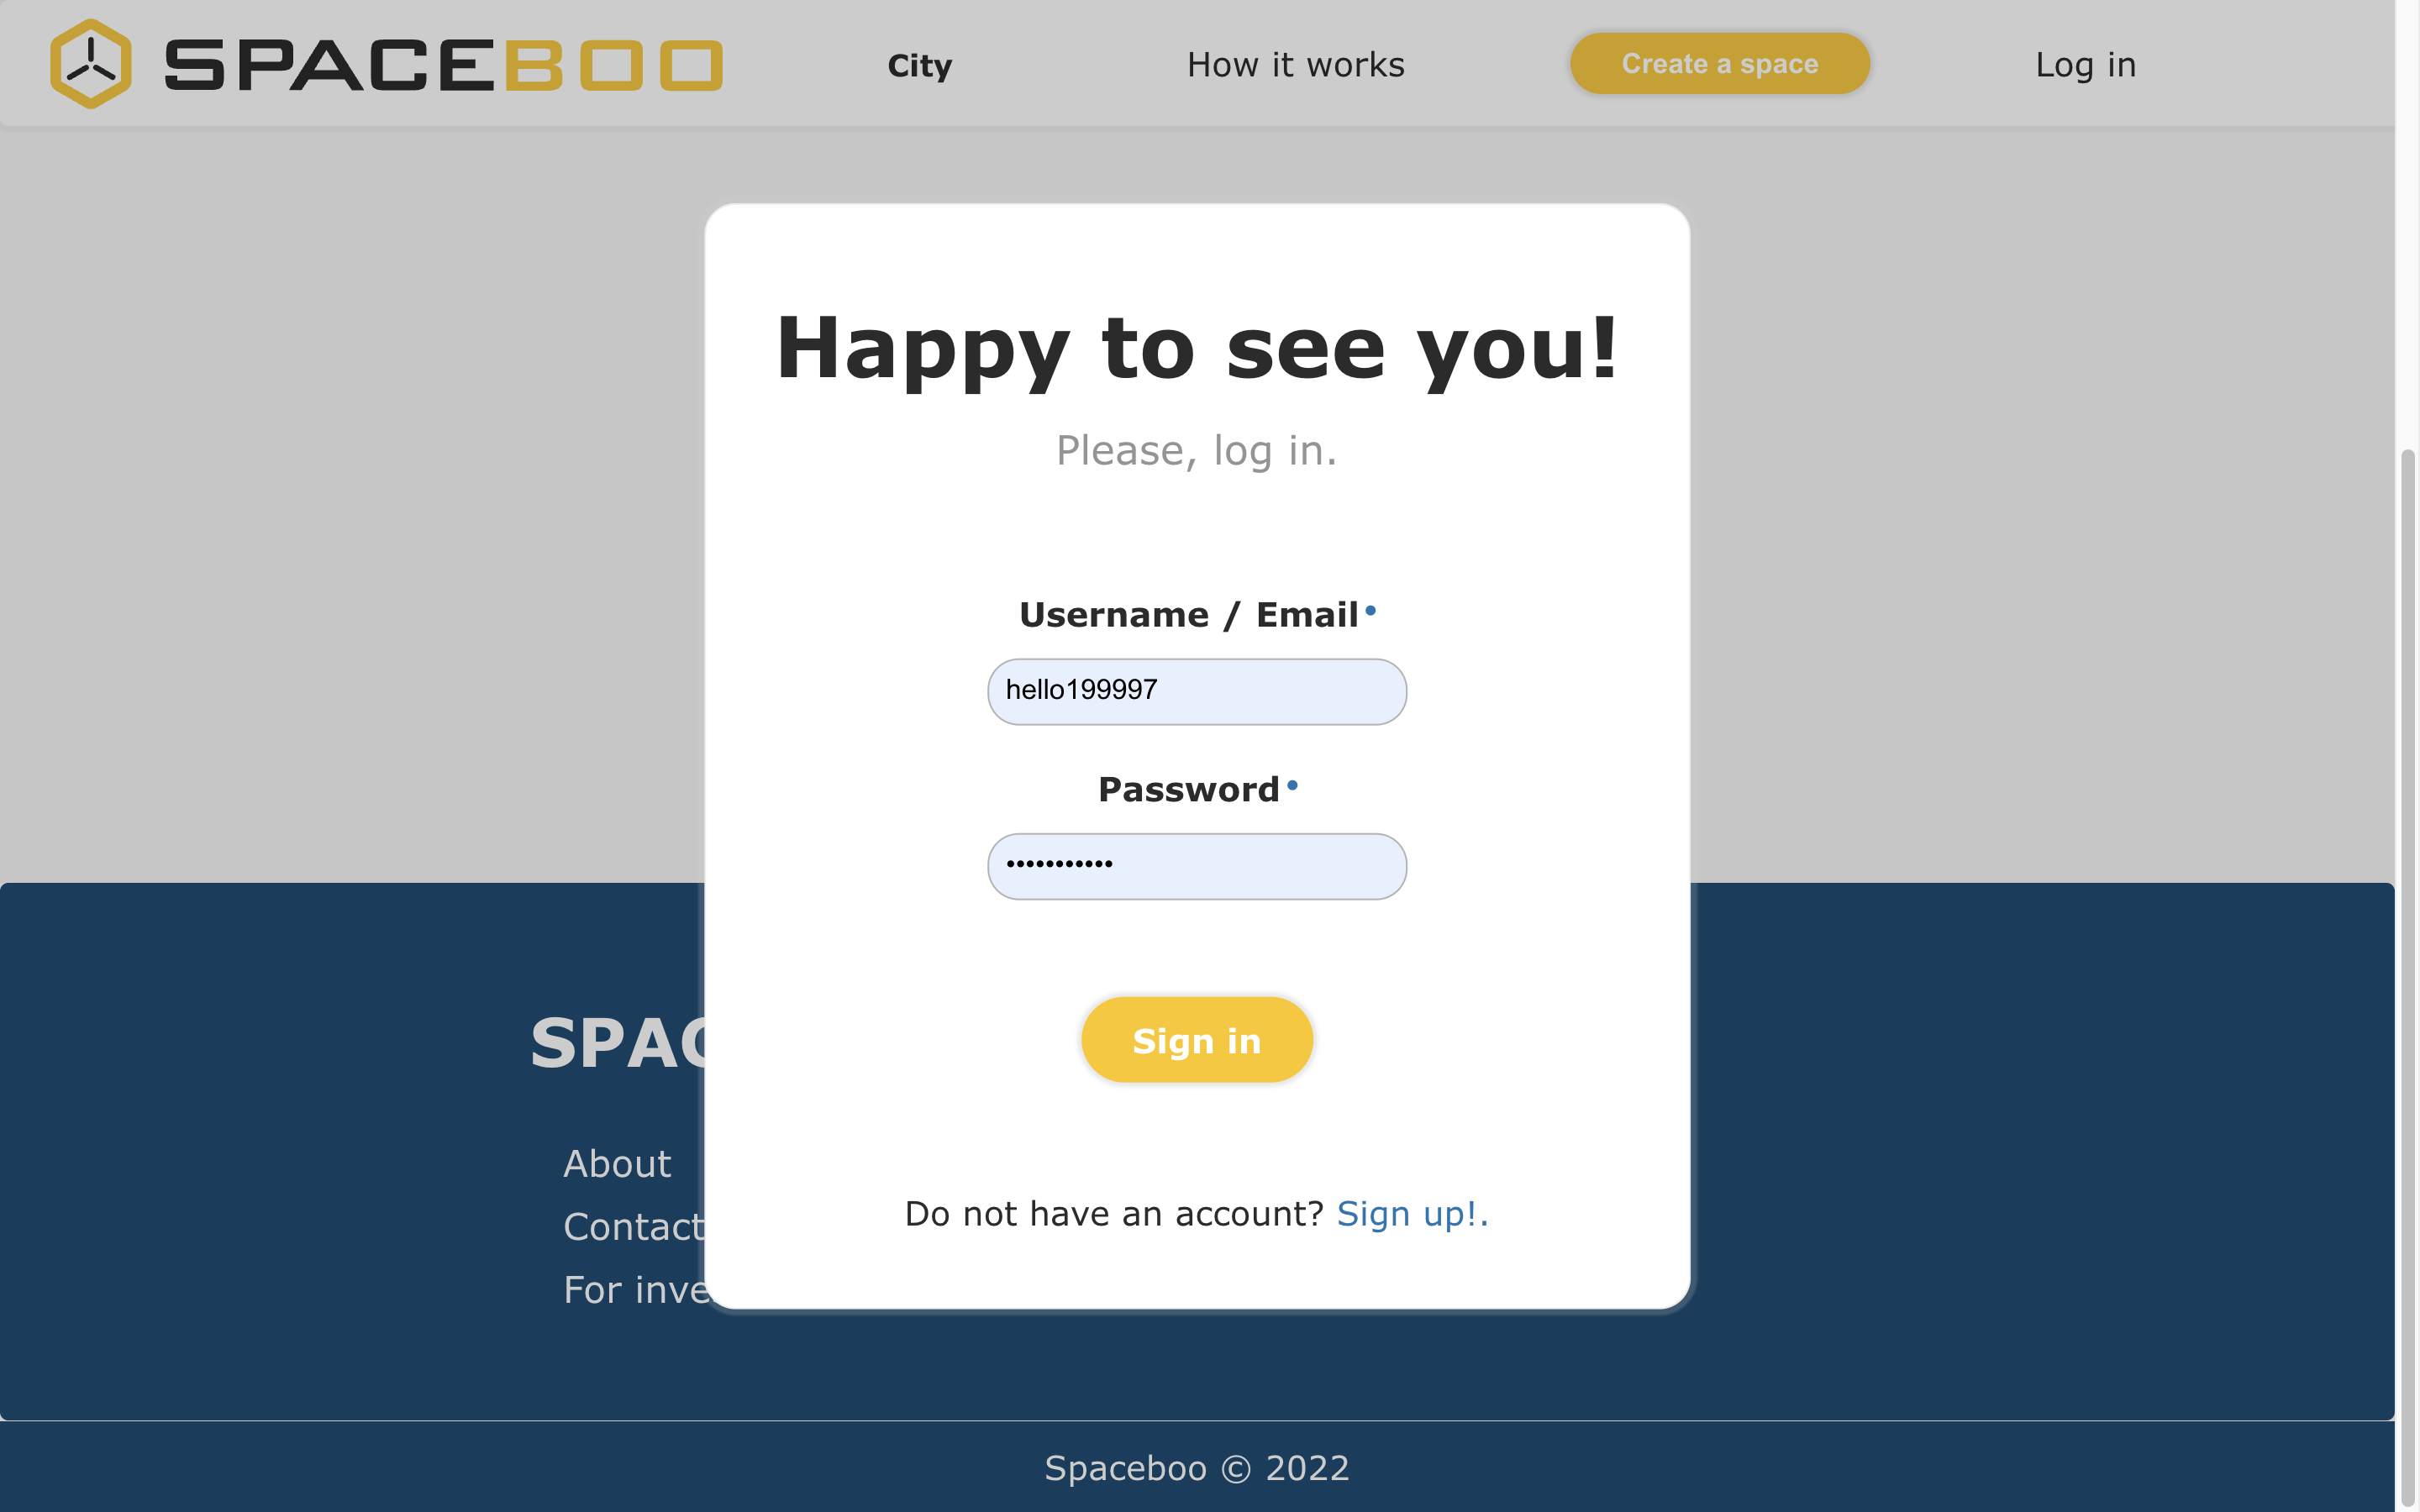 SPACEBOO
City
How it works
Create a space
Log in
Happy to see you!
Please, log in.
Username / Email
hello199997
Password
•••••••••••
Sign in
Do not have an account? Sign up!.
SPAC
About
Contact
For inve
Spaceboo © 2022